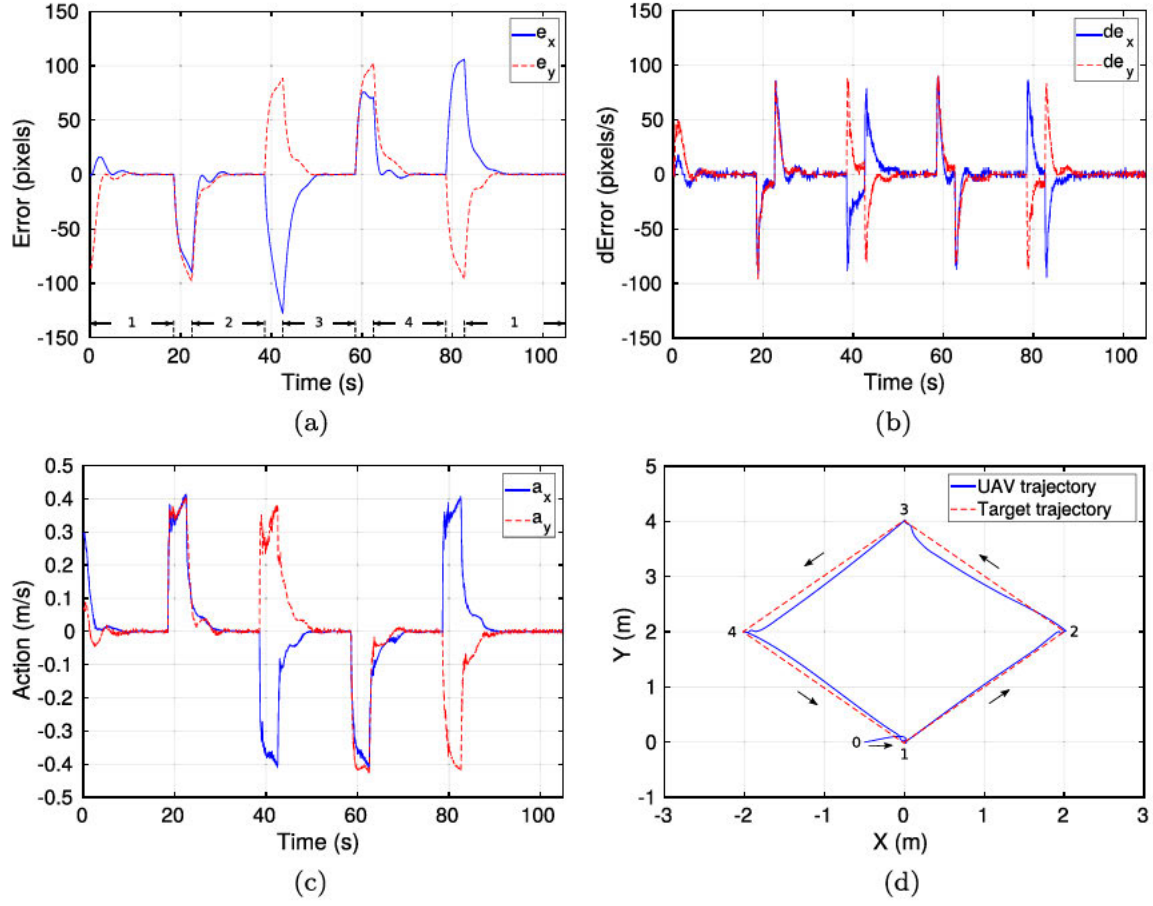 150
100
50
0
-50
-100
-150
Error (pixels)
e_x
e_y
1 2 3 4 1
0 20 40 60 80 100
Time (s)
(a)
150
100
50
0
-50
-100
-150
dError (pixels/s)
de_x
de_y
0 20 40 60 80 100
Time (s)
(b)
0.5
0.4
0.3
0.2
0.1
0
-0.1
-0.2
-0.3
-0.4
-0.5
Action (m/s)
a_x
a_y
0 20 40 60 80 100
Time (s)
(c)
5
4
3
2
1
0
-1
Y (m)
UAV trajectory
Target trajectory
3
4
2
0
1
-3 -2 -1 0 1 2 3
X (m)
(d)